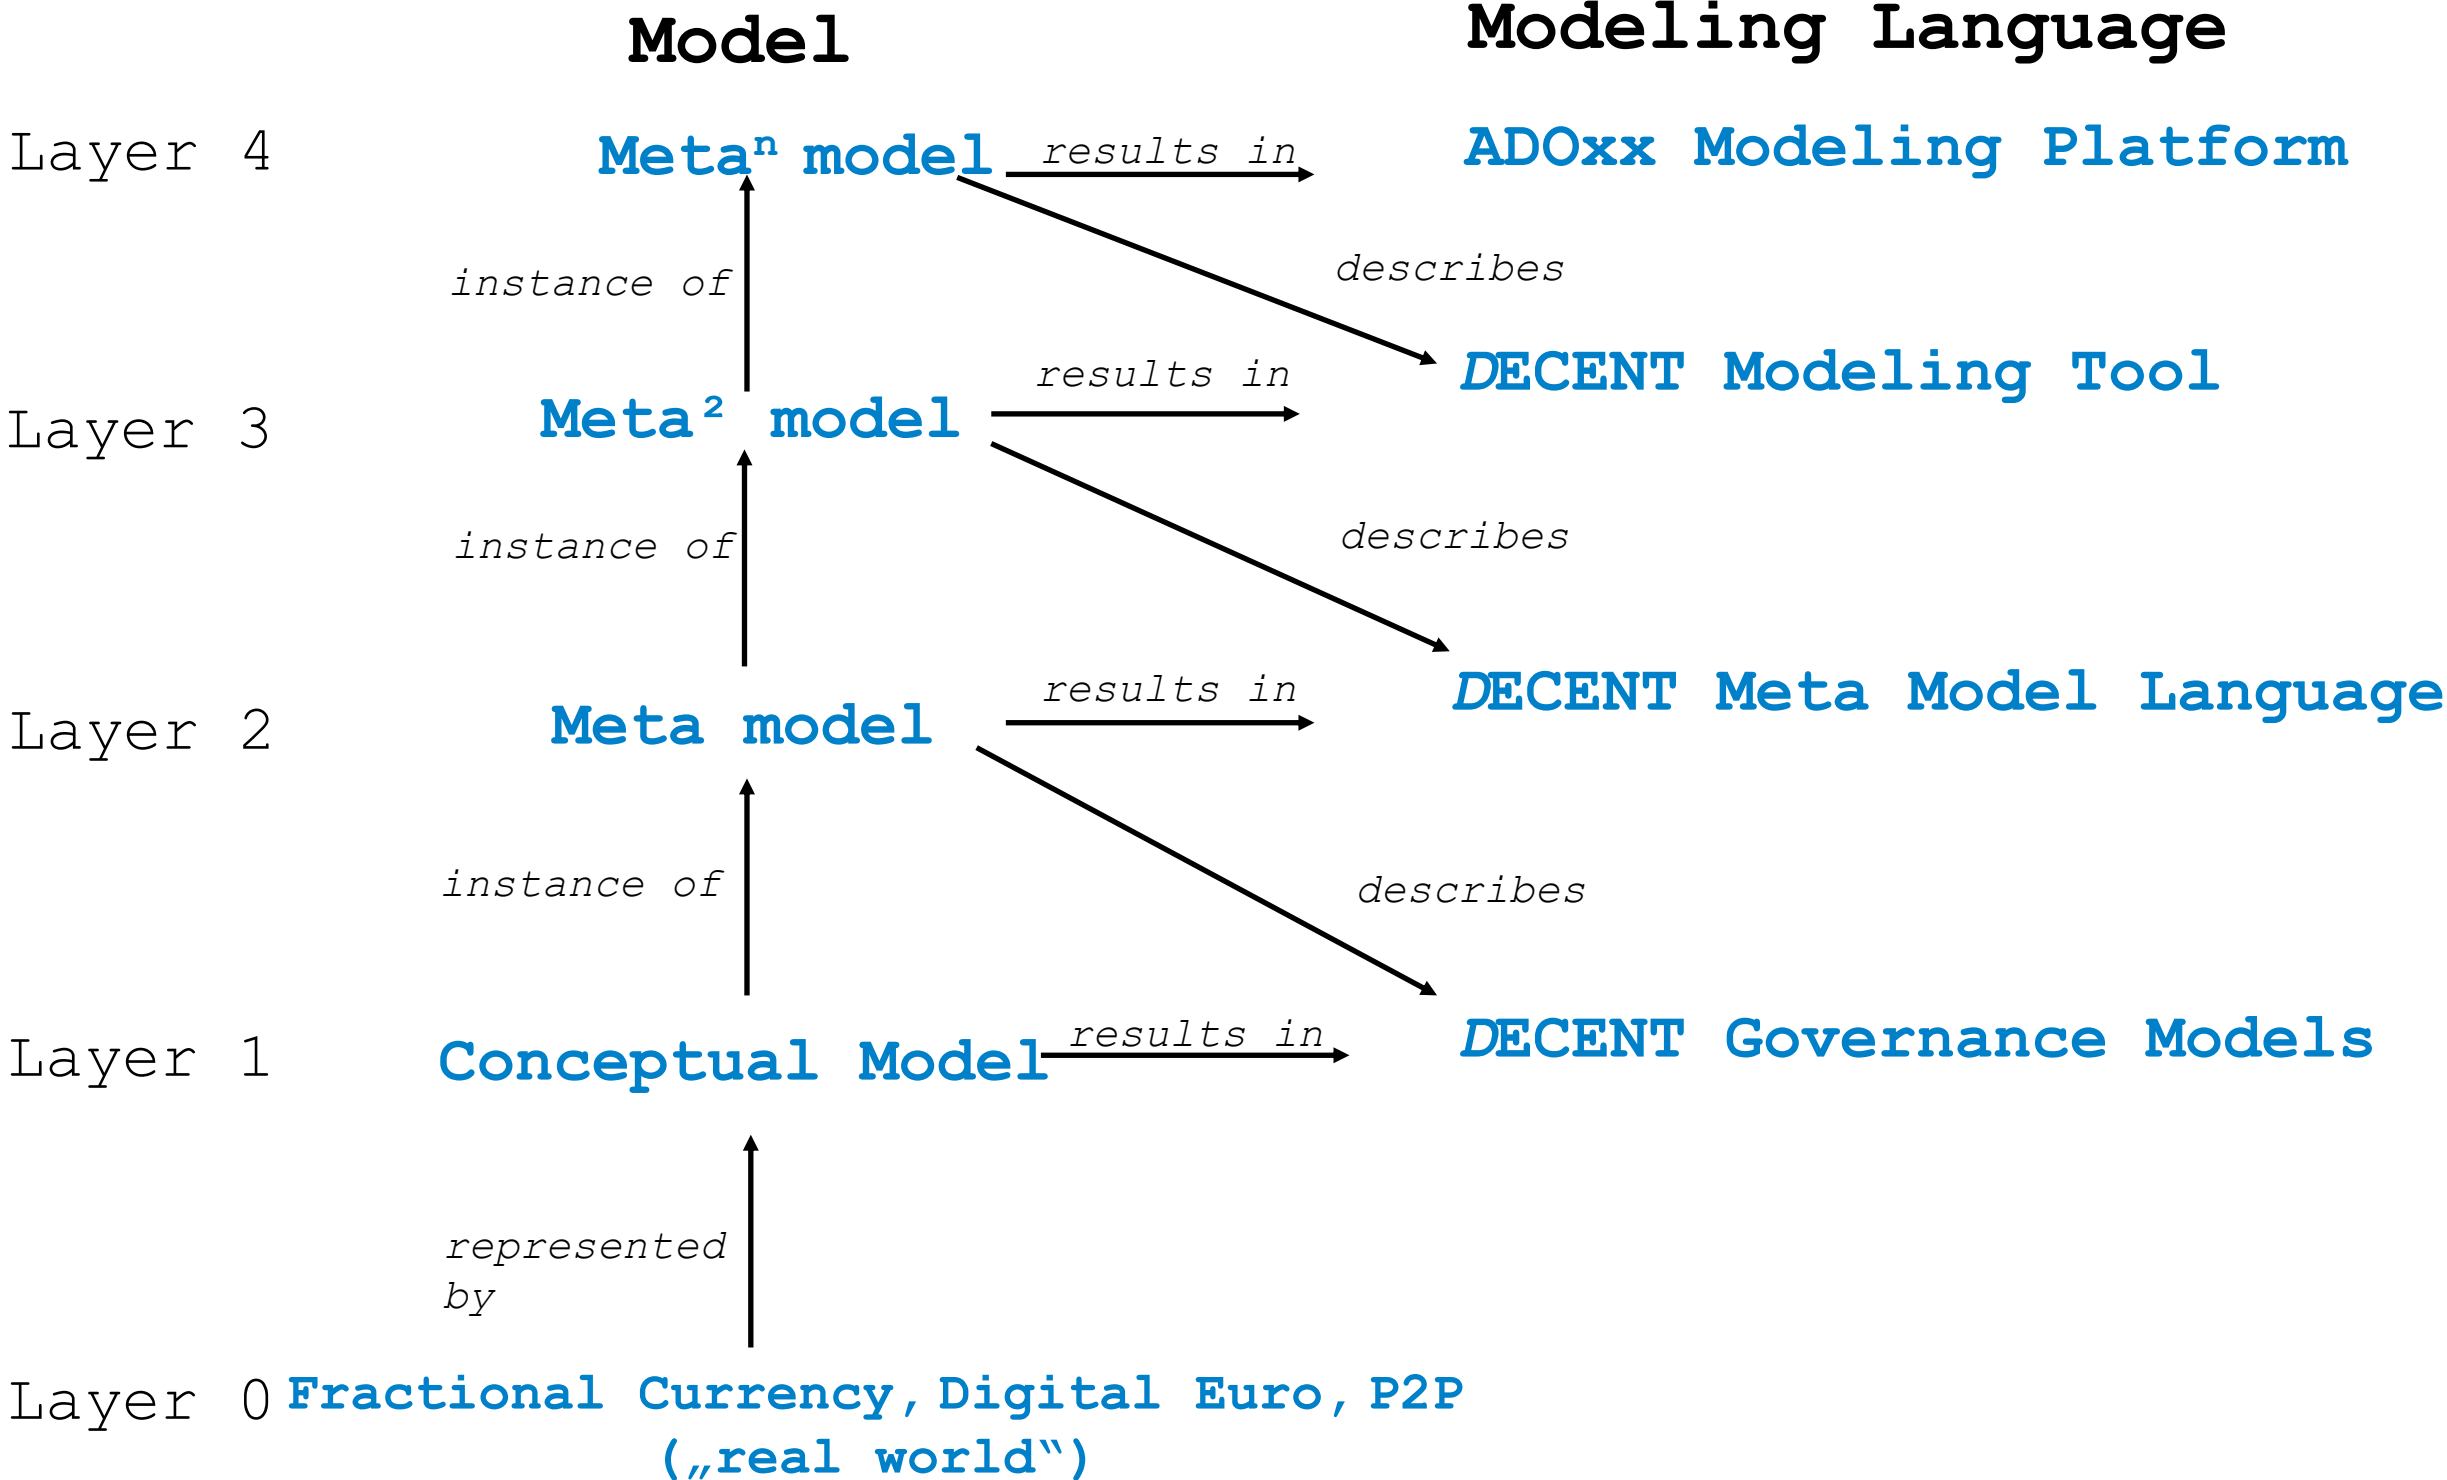 Model
Modeling Language
Layer 4
Metaⁿ model
results in
ADOxx Modeling Platform
instance of
describes
Layer 3
Meta² model
results in
DECENT Modeling Tool
instance of
describes
Layer 2
Meta model
results in
DECENT Meta Model Language
instance of
describes
Layer 1
Conceptual Model
results in
DECENT Governance Models
represented
by
Layer 0
Fractional Currency, Digital Euro, P2P
(„real world‟)